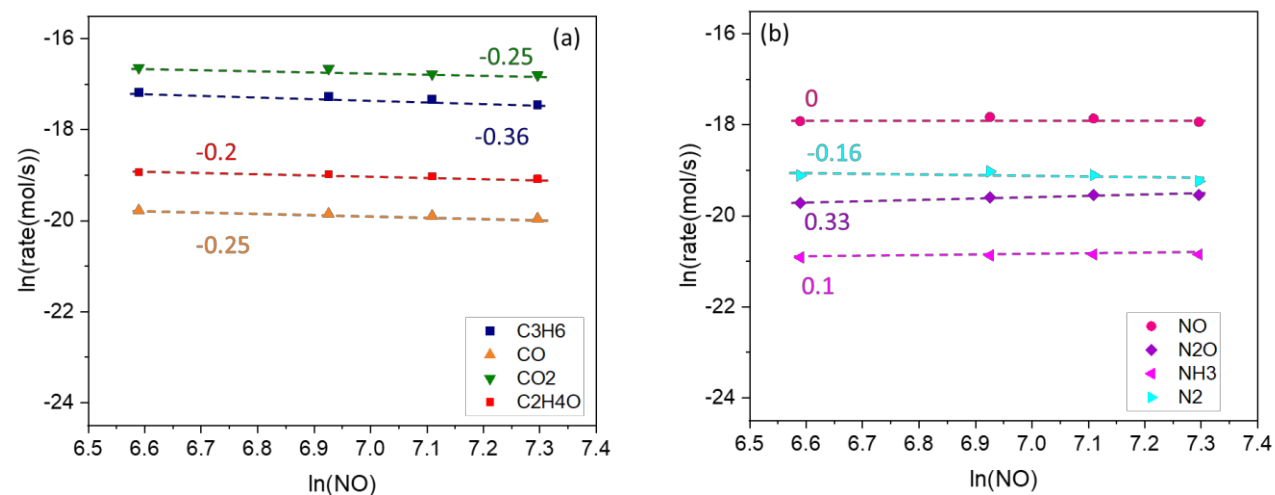 (a)
ln(rate(mol/s))
-16
-18
-20
-22
-24
-0.25
-0.36
-0.2
-0.25
C3H6
CO
CO2
C2H4O
6.5 6.6 6.7 6.8 6.9 7.0 7.1 7.2 7.3 7.4
ln(NO)
(b)
ln(rate(mol/s))
-16
-18
-20
-22
-24
0
-0.16
0.33
0.1
NO
N2O
NH3
N2
6.5 6.6 6.7 6.8 6.9 7.0 7.1 7.2 7.3 7.4
ln(NO)